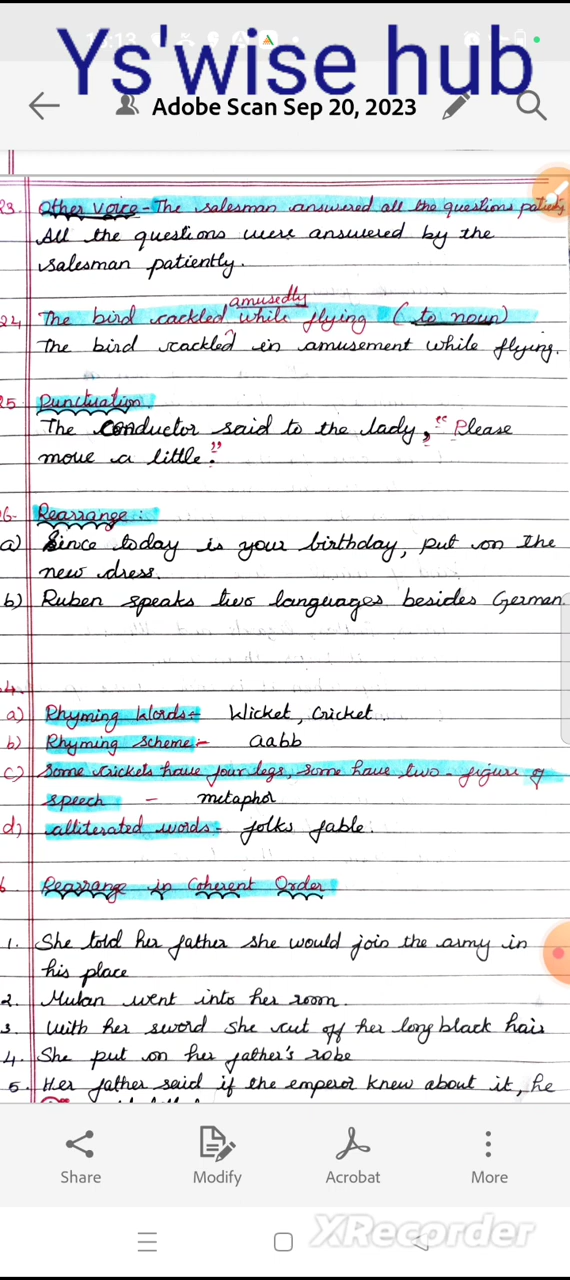 Ys'wise hub
Adobe Scan Sep 20, 2023
23. Other voice - The salesman answered all the questions patiently
All the questions were answered by the
salesman patiently.
amusedly
24 The bird cackled while flying (to noun)
The bird cackled in amusement while flying.
25 Punctuation.
The conductor said to the lady, "Please
move a little."
6- Rearrange:-
a) Since today is your birthday, put on the
new dress.
b) Ruben speaks two languages besides German.
4.
a) Rhyming Words:- Wicket, Cricket.
b) Rhyming scheme:- aabb
c) Some crickets have four legs, some have two - figure of
speech - metaphor
d) alliterated words- folks fable.
6 Rearrange in Coherent Order
1. She told her father she would join the army in
his place
2. Mulan went into her room.
3. With her sword she cut off her long black hair
4. She put on her father's robe
5. Her father said if the emperor knew about it, he
Share
Modify
Acrobat
More
XRecorder